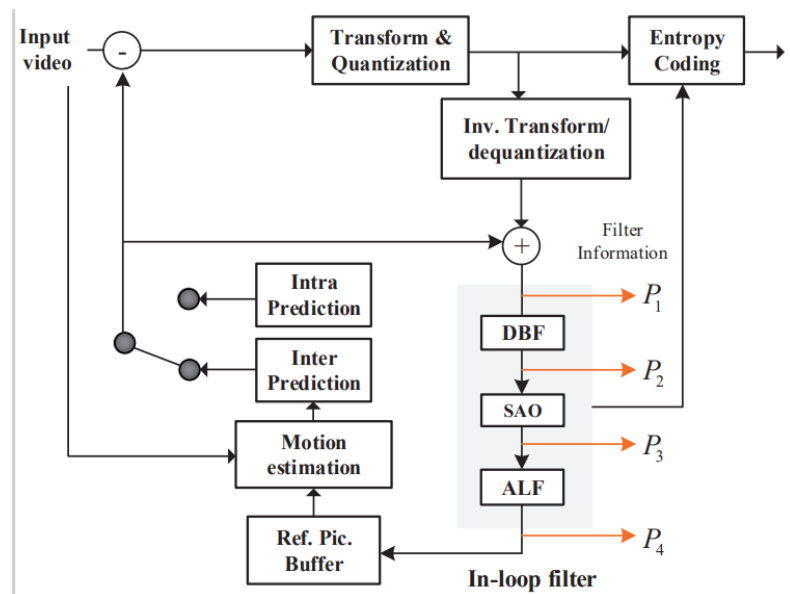 Input
video
-
Transform &
Quantization
Entropy
Coding
Inv. Transform/
dequantization
+
Filter
Information
Intra
Prediction
P1
DBF
Inter
Prediction
P2
SAO
Motion
estimation
P3
ALF
Ref. Pic.
Buffer
P4
In-loop filter